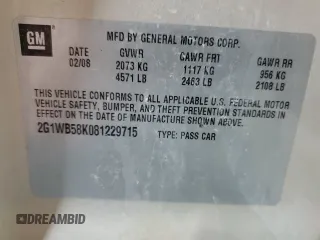 GM
MFD BY GENERAL MOTORS CORP.
DATE GVWR GAWR FRT GAWR RR
02/08 2073 KG 1117 KG 956 KG
4571 LB 2463 LB 2108 LB
THIS VEHICLE CONFORMS TO ALL APPLICABLE U.S. FEDERAL MOTOR
VEHICLE SAFETY, BUMPER, AND THEFT PREVENTION STANDARDS IN
EFFECT ON THE DATE OF MANUFACTURE SHOWN ABOVE.
2G1WB58K081229715 TYPE: PASS CAR
© DRIVEBID AMID